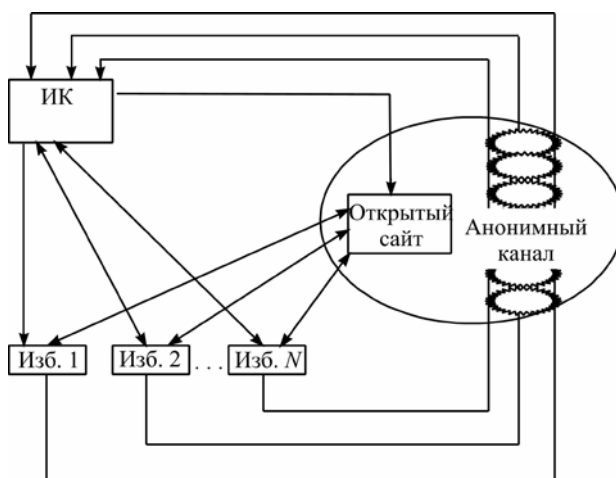 ИК
Открытый
сайт
Анонимный
канал
Изб. 1
Изб. 2
. . .
Изб. N